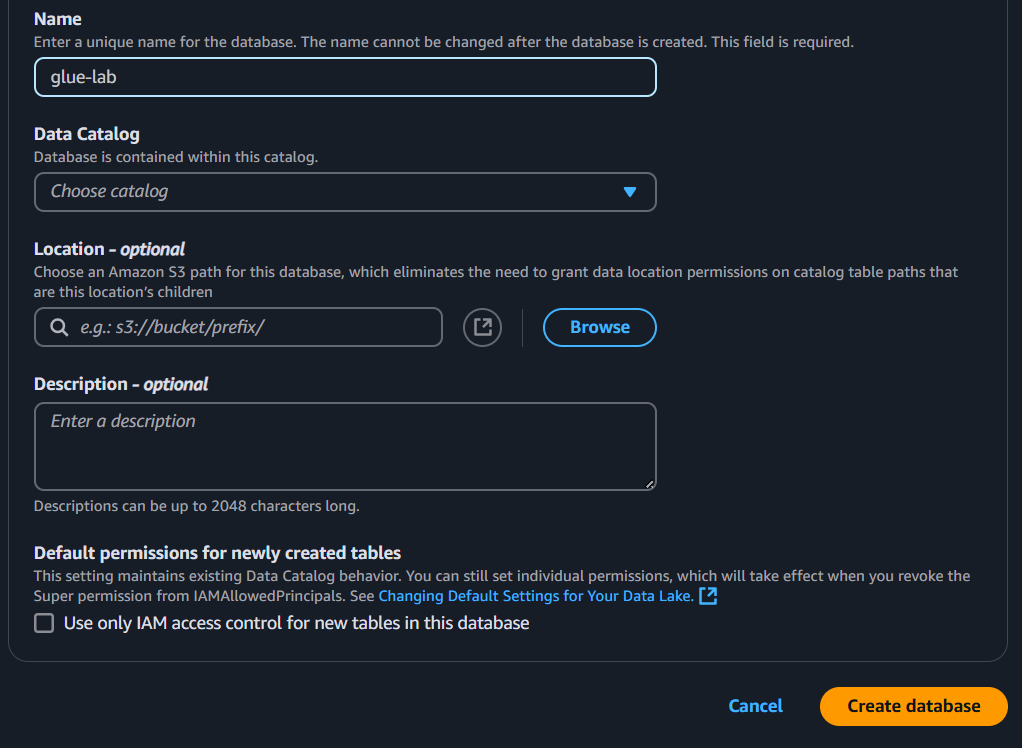 Name
Enter a unique name for the database. The name cannot be changed after the database is created. This field is required.
glue-lab
Data Catalog
Database is contained within this catalog.
Choose catalog
Location - optional
Choose an Amazon S3 path for this database, which eliminates the need to grant data location permissions on catalog table paths that
are this location's children
e.g.: s3://bucket/prefix/
Browse
Description - optional
Enter a description
Descriptions can be up to 2048 characters long.
Default permissions for newly created tables
This setting maintains existing Data Catalog behavior. You can still set individual permissions, which will take effect when you revoke the
Super permission from IAMAllowedPrincipals. See Changing Default Settings for Your Data Lake.
Use only IAM access control for new tables in this database
Cancel
Create database